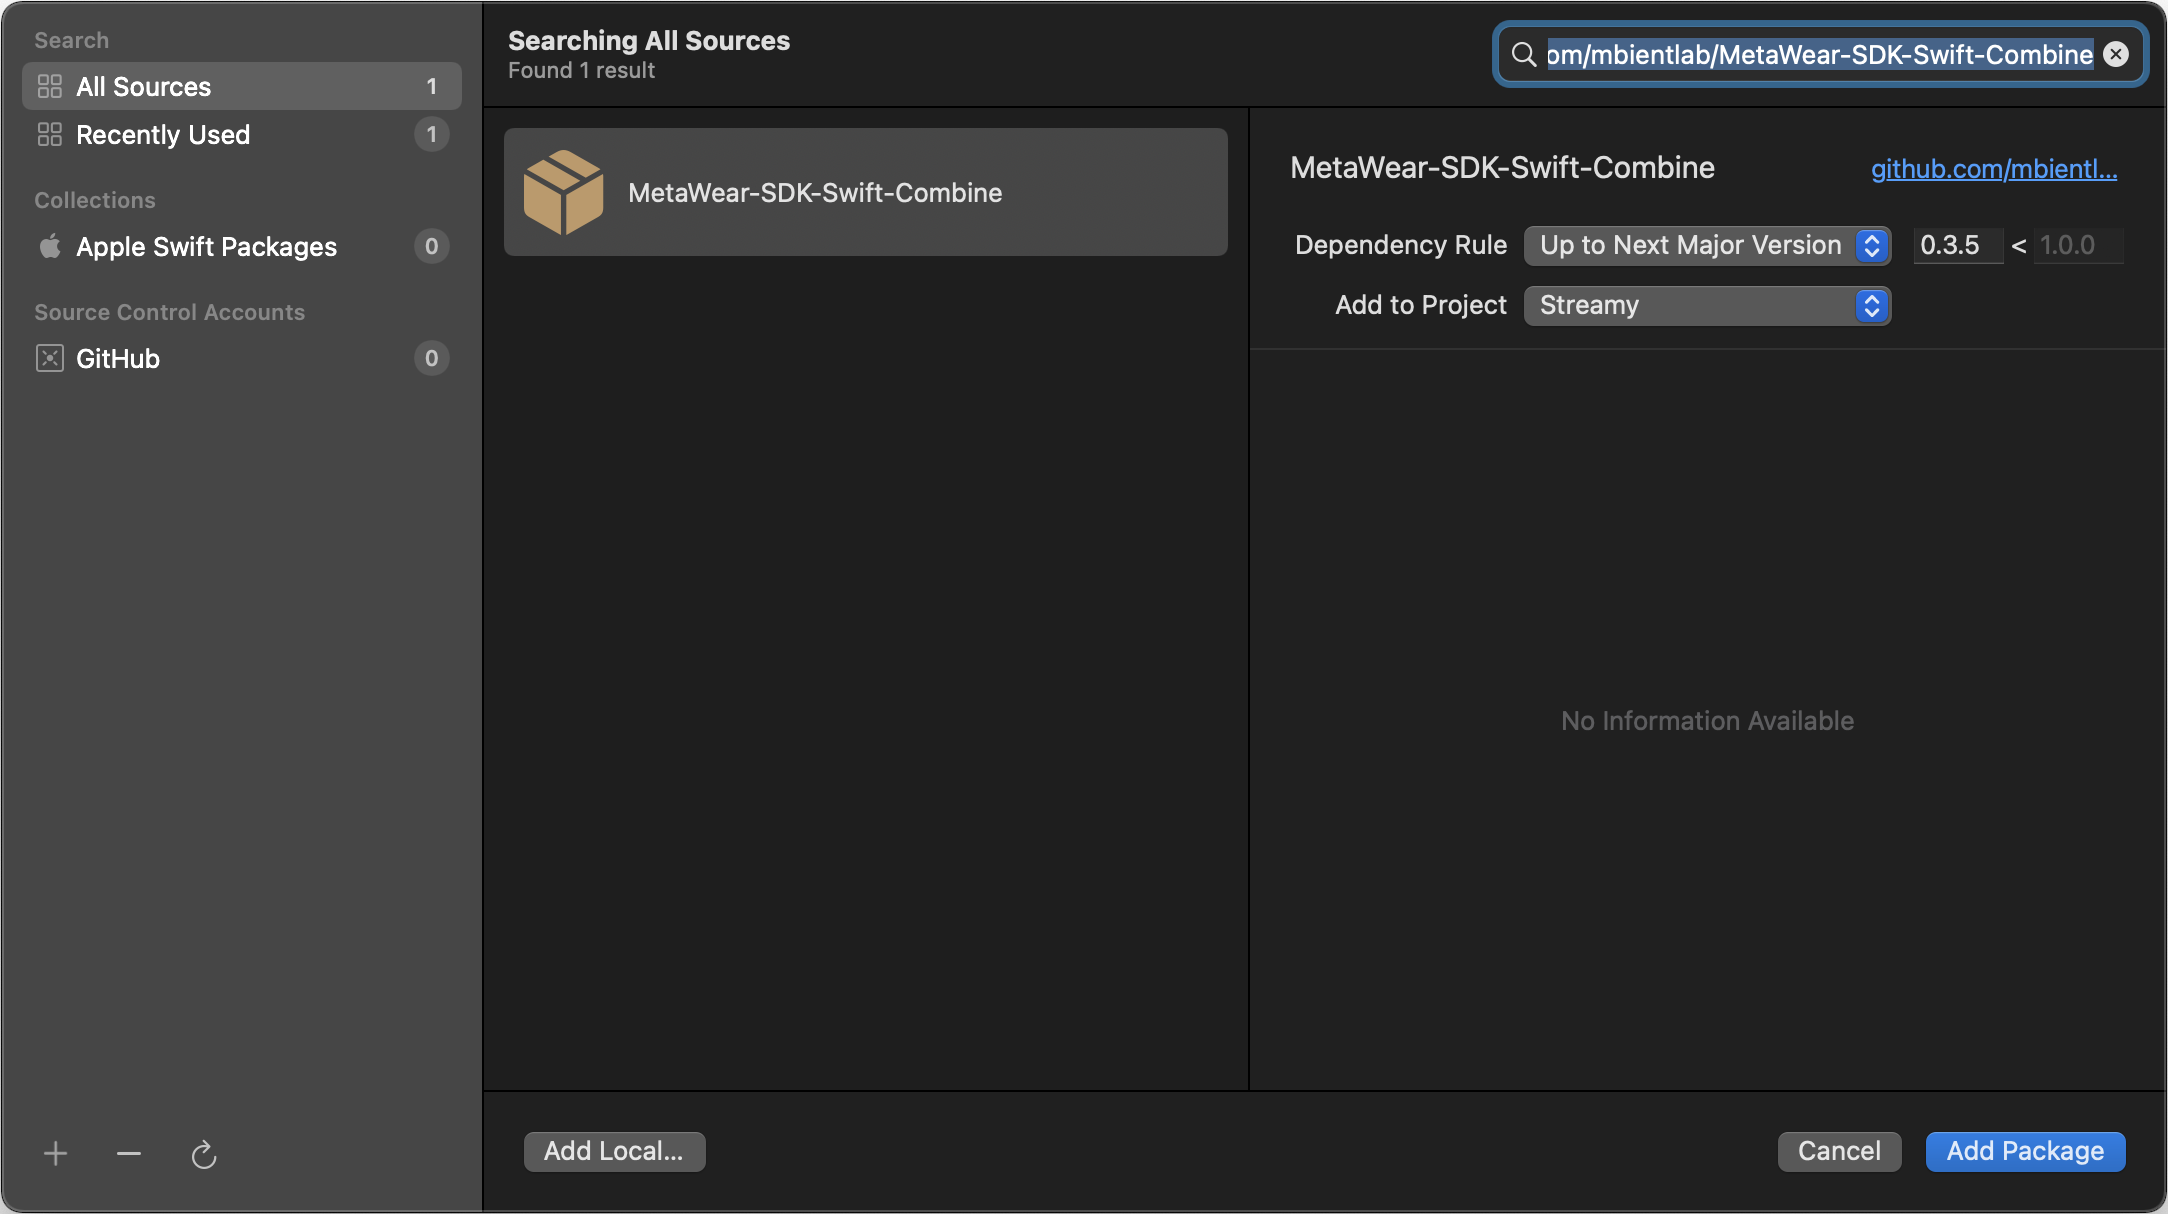 Search
All Sources 1
Recently Used 1
Collections
Apple Swift Packages 0
Source Control Accounts
GitHub 0
Searching All Sources
Found 1 result
om/mbientlab/MetaWear-SDK-Swift-Combine
MetaWear-SDK-Swift-Combine
MetaWear-SDK-Swift-Combine github.com/mbientl...
Dependency Rule Up to Next Major Version 0.3.5 < 1.0.0
Add to Project Streamy
No Information Available
Add Local...
Cancel
Add Package